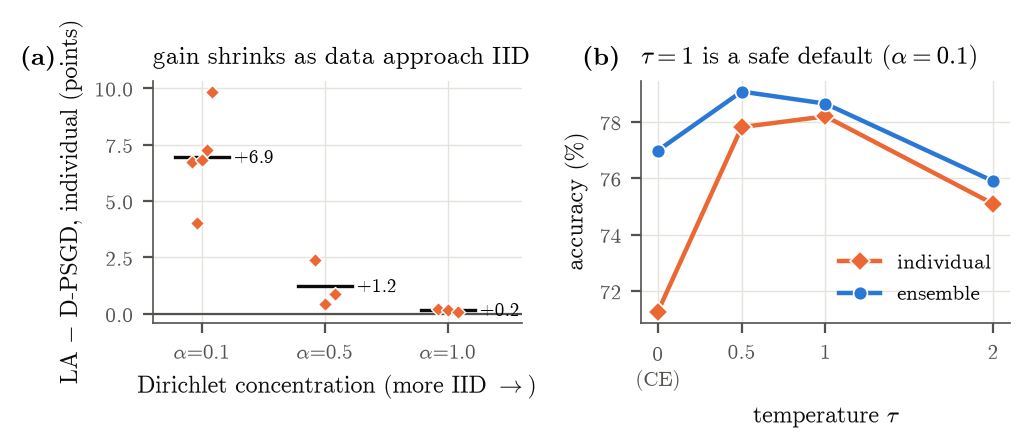 (a)
gain shrinks as data approach IID
LA − D-PSGD, individual (points)
10.0
7.5
5.0
2.5
0.0
+6.9
+1.2
+0.2
α=0.1
α=0.5
α=1.0
Dirichlet concentration (more IID →)
(b)
τ = 1 is a safe default (α = 0.1)
accuracy (%)
78
76
74
72
individual
ensemble
0
(CE)
0.5
1
2
temperature τ